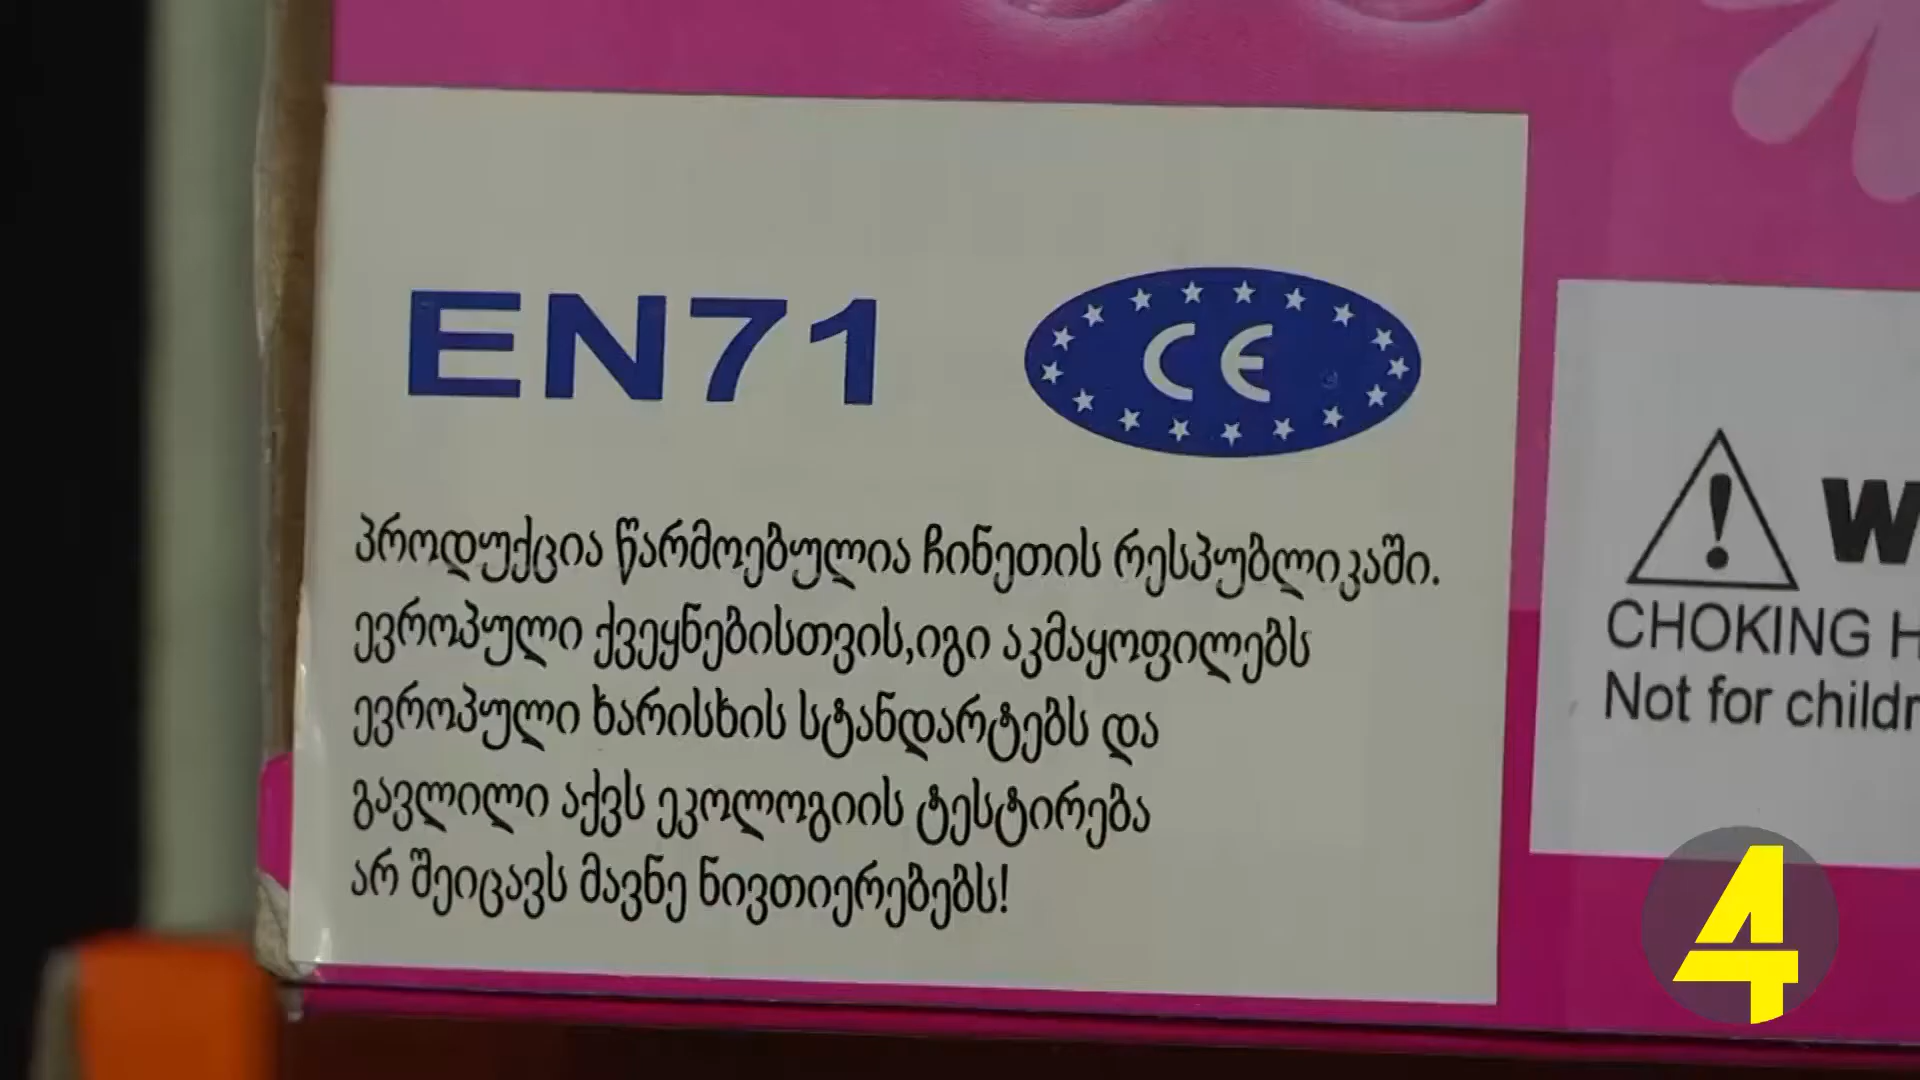 EN71
CE
პროდუქცია წარმოებულია ჩინეთის რესპუბლიკაში.
ევროპული ქვეყნებისთვის,იგი აკმაყოფილებს
ევროპული ხარისხის სტანდარტებს და
გავლილი აქვს ეკოლოგიის ტესტირება
არ შეიცავს მავნე ნივთიერებებს!
CHOKING
Not for
4